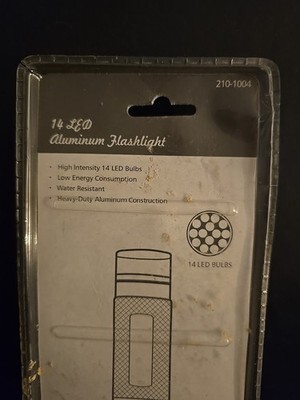 210-1004
14 LED
Aluminum Flashlight
• High Intensity 14 LED Bulbs
• Low Energy Consumption
• Water Resistant
• Heavy-Duty Aluminum Construction
14 LED BULBS